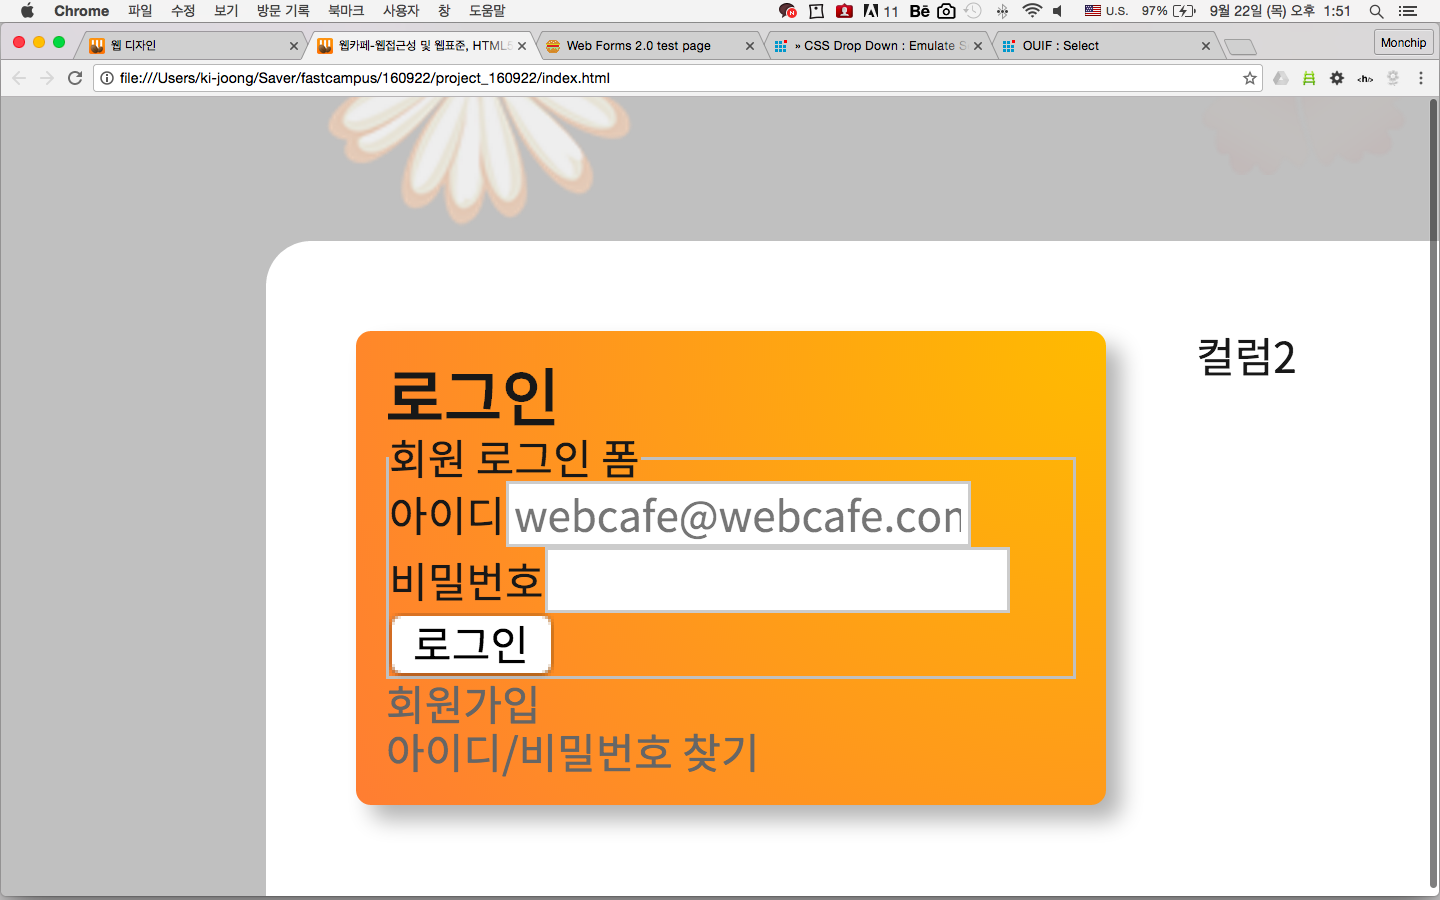 Chrome 파일 수정 보기 방문 기록 북마크 사용자 창 도움말 11 Bē U.S. 97% 9월 22일 (목) 오후 1:51
웹 디자인 웹카페-웹접근성 및 웹표준, HTML5 Web Forms 2.0 test page » CSS Drop Down : Emulate S OUIF : Select Monchip
file:///Users/ki-joong/Saver/fastcampus/160922/project_160922/index.html <h/>
컬럼2
로그인
회원 로그인 폼
아이디 webcafe@webcafe.com
비밀번호
로그인
회원가입
아이디/비밀번호 찾기